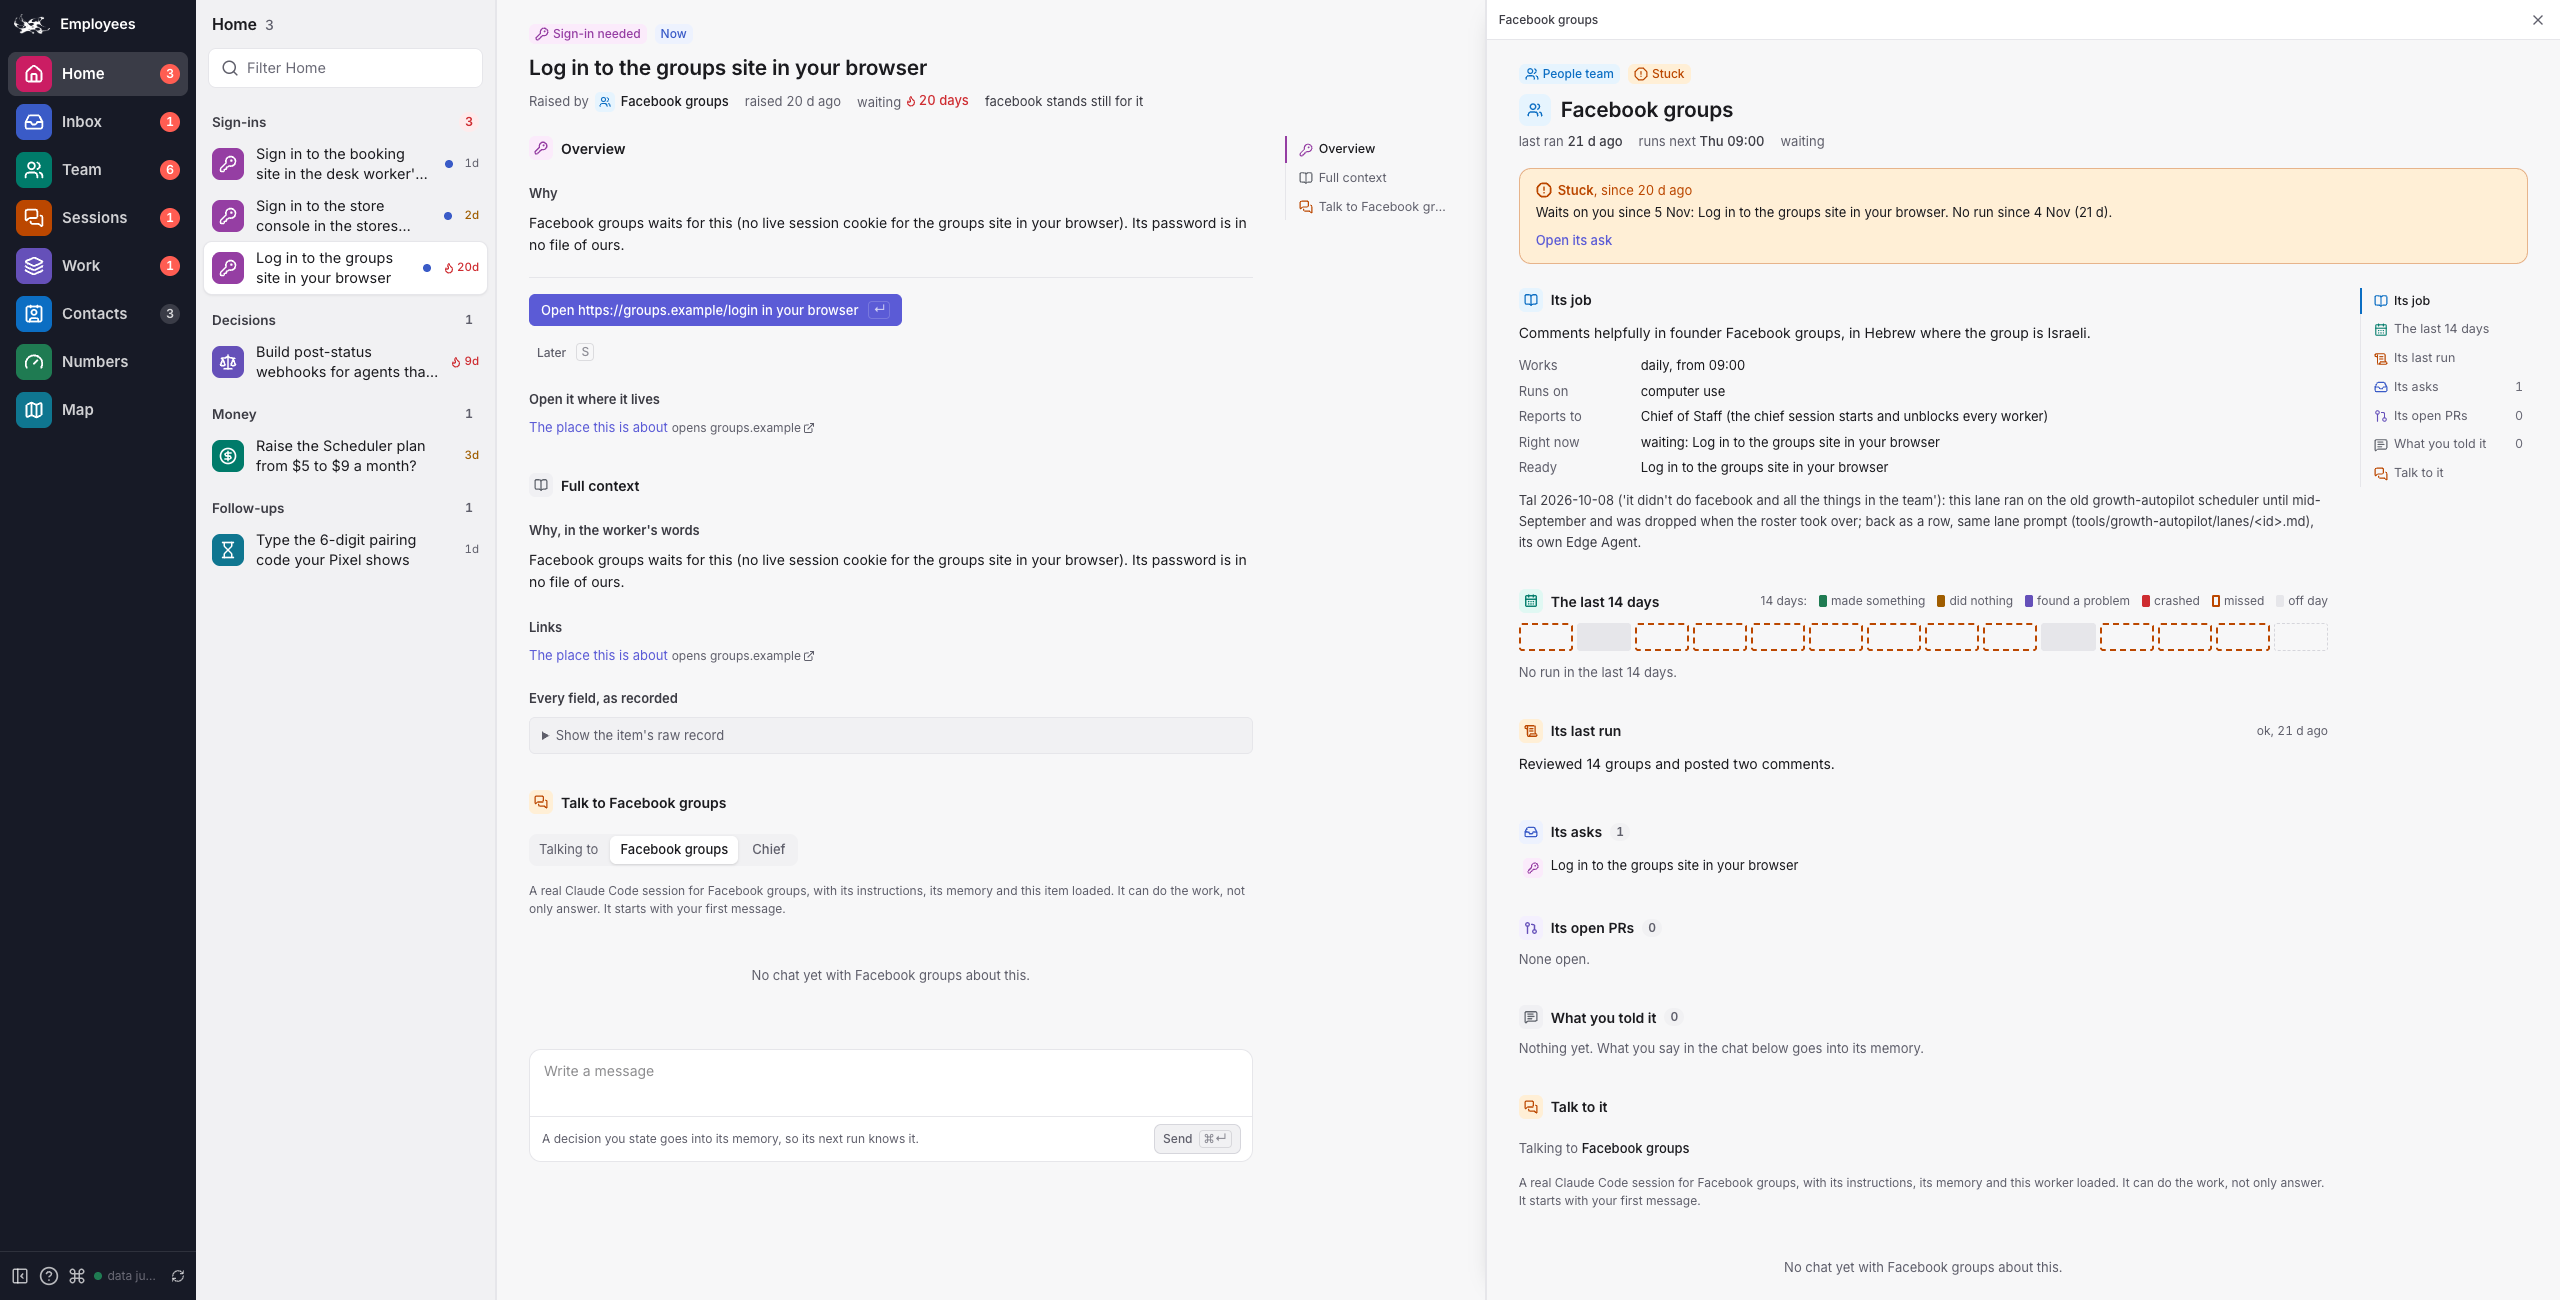 Employees
Home 3
Inbox 1
Team 6
Sessions 1
Work 1
Contacts 3
Numbers
Map
data ju...
Home 3
Filter Home
Sign-ins 3
Sign in to the booking
site in the desk worker'... 1d
Sign in to the store
console in the stores... 2d
Log in to the groups
site in your browser 20d
Decisions 1
Build post-status
webhooks for agents tha... 9d
Money 1
Raise the Scheduler plan
from $5 to $9 a month? 3d
Follow-ups 1
Type the 6-digit pairing
code your Pixel shows 1d
Sign-in needed Now
Log in to the groups site in your browser
Raised by Facebook groups raised 20 d ago waiting 20 days facebook stands still for it
Overview
Why
Facebook groups waits for this (no live session cookie for the groups site in your browser). Its password is in
no file of ours.
Open https://groups.example/login in your browser
Later S
Open it where it lives
The place this is about opens groups.example
Full context
Why, in the worker's words
Facebook groups waits for this (no live session cookie for the groups site in your browser). Its password is in
no file of ours.
Links
The place this is about opens groups.example
Every field, as recorded
Show the item's raw record
Talk to Facebook groups
Talking to Facebook groups Chief
A real Claude Code session for Facebook groups, with its instructions, its memory and this item loaded. It can do the work, not
only answer. It starts with your first message.
No chat yet with Facebook groups about this.
Write a message
A decision you state goes into its memory, so its next run knows it.
Send ⌘↵
Overview
Full context
Talk to Facebook gr...
Facebook groups
People team Stuck
Facebook groups
last ran 21 d ago runs next Thu 09:00 waiting
Stuck, since 20 d ago
Waits on you since 5 Nov: Log in to the groups site in your browser. No run since 4 Nov (21 d).
Open its ask
Its job
Comments helpfully in founder Facebook groups, in Hebrew where the group is Israeli.
Works daily, from 09:00
Runs on computer use
Reports to Chief of Staff (the chief session starts and unblocks every worker)
Right now waiting: Log in to the groups site in your browser
Ready Log in to the groups site in your browser
Tal 2026-10-08 ('it didn't do facebook and all the things in the team'): this lane ran on the old growth-autopilot scheduler until mid-
September and was dropped when the roster took over; back as a row, same lane prompt (tools/growth-autopilot/lanes/<id>.md),
its own Edge Agent.
The last 14 days 14 days: made something did nothing found a problem crashed missed off day
No run in the last 14 days.
Its last run ok, 21 d ago
Reviewed 14 groups and posted two comments.
Its asks 1
Log in to the groups site in your browser
Its open PRs 0
None open.
What you told it 0
Nothing yet. What you say in the chat below goes into its memory.
Talk to it
Talking to Facebook groups
A real Claude Code session for Facebook groups, with its instructions, its memory and this worker loaded. It can do the work, not only answer.
It starts with your first message.
No chat yet with Facebook groups about this.
Its job
The last 14 days
Its last run
Its asks 1
Its open PRs 0
What you told it 0
Talk to it